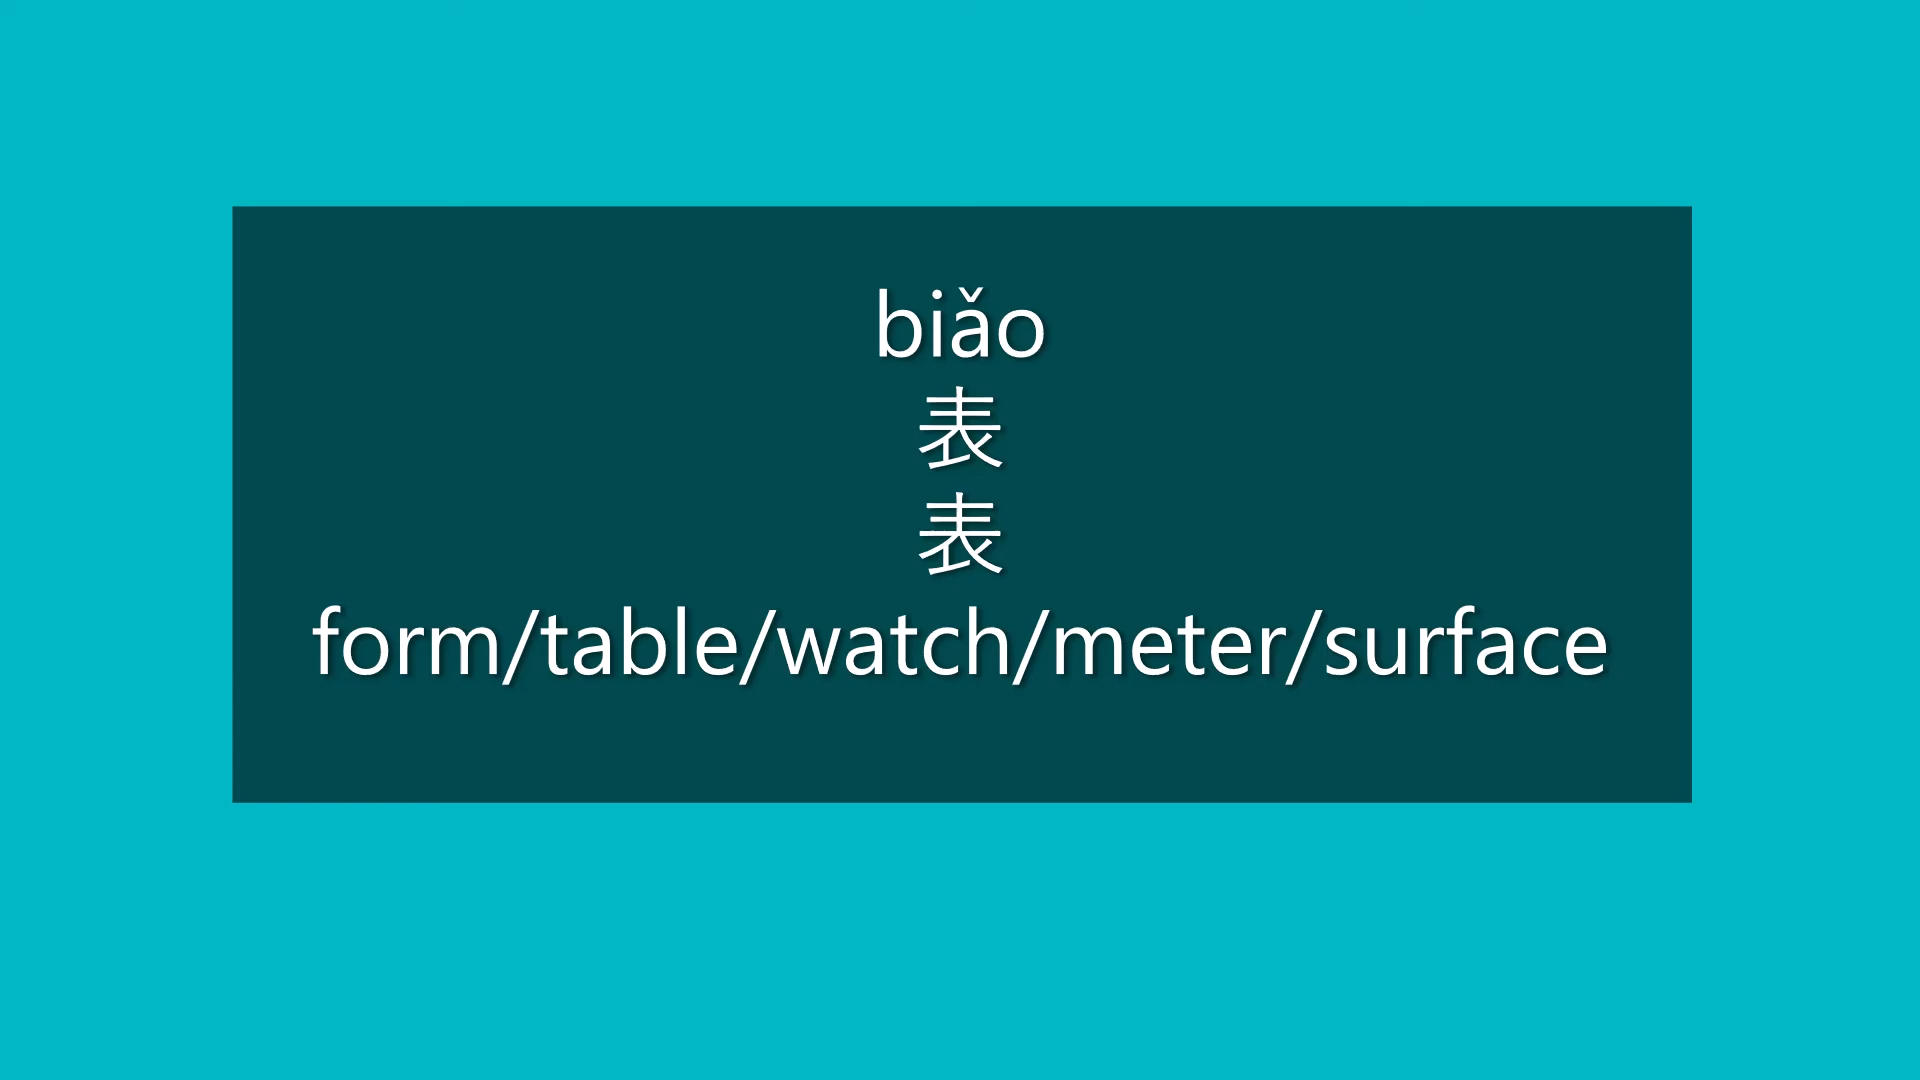 biǎo
表
表
form/table/watch/meter/surface